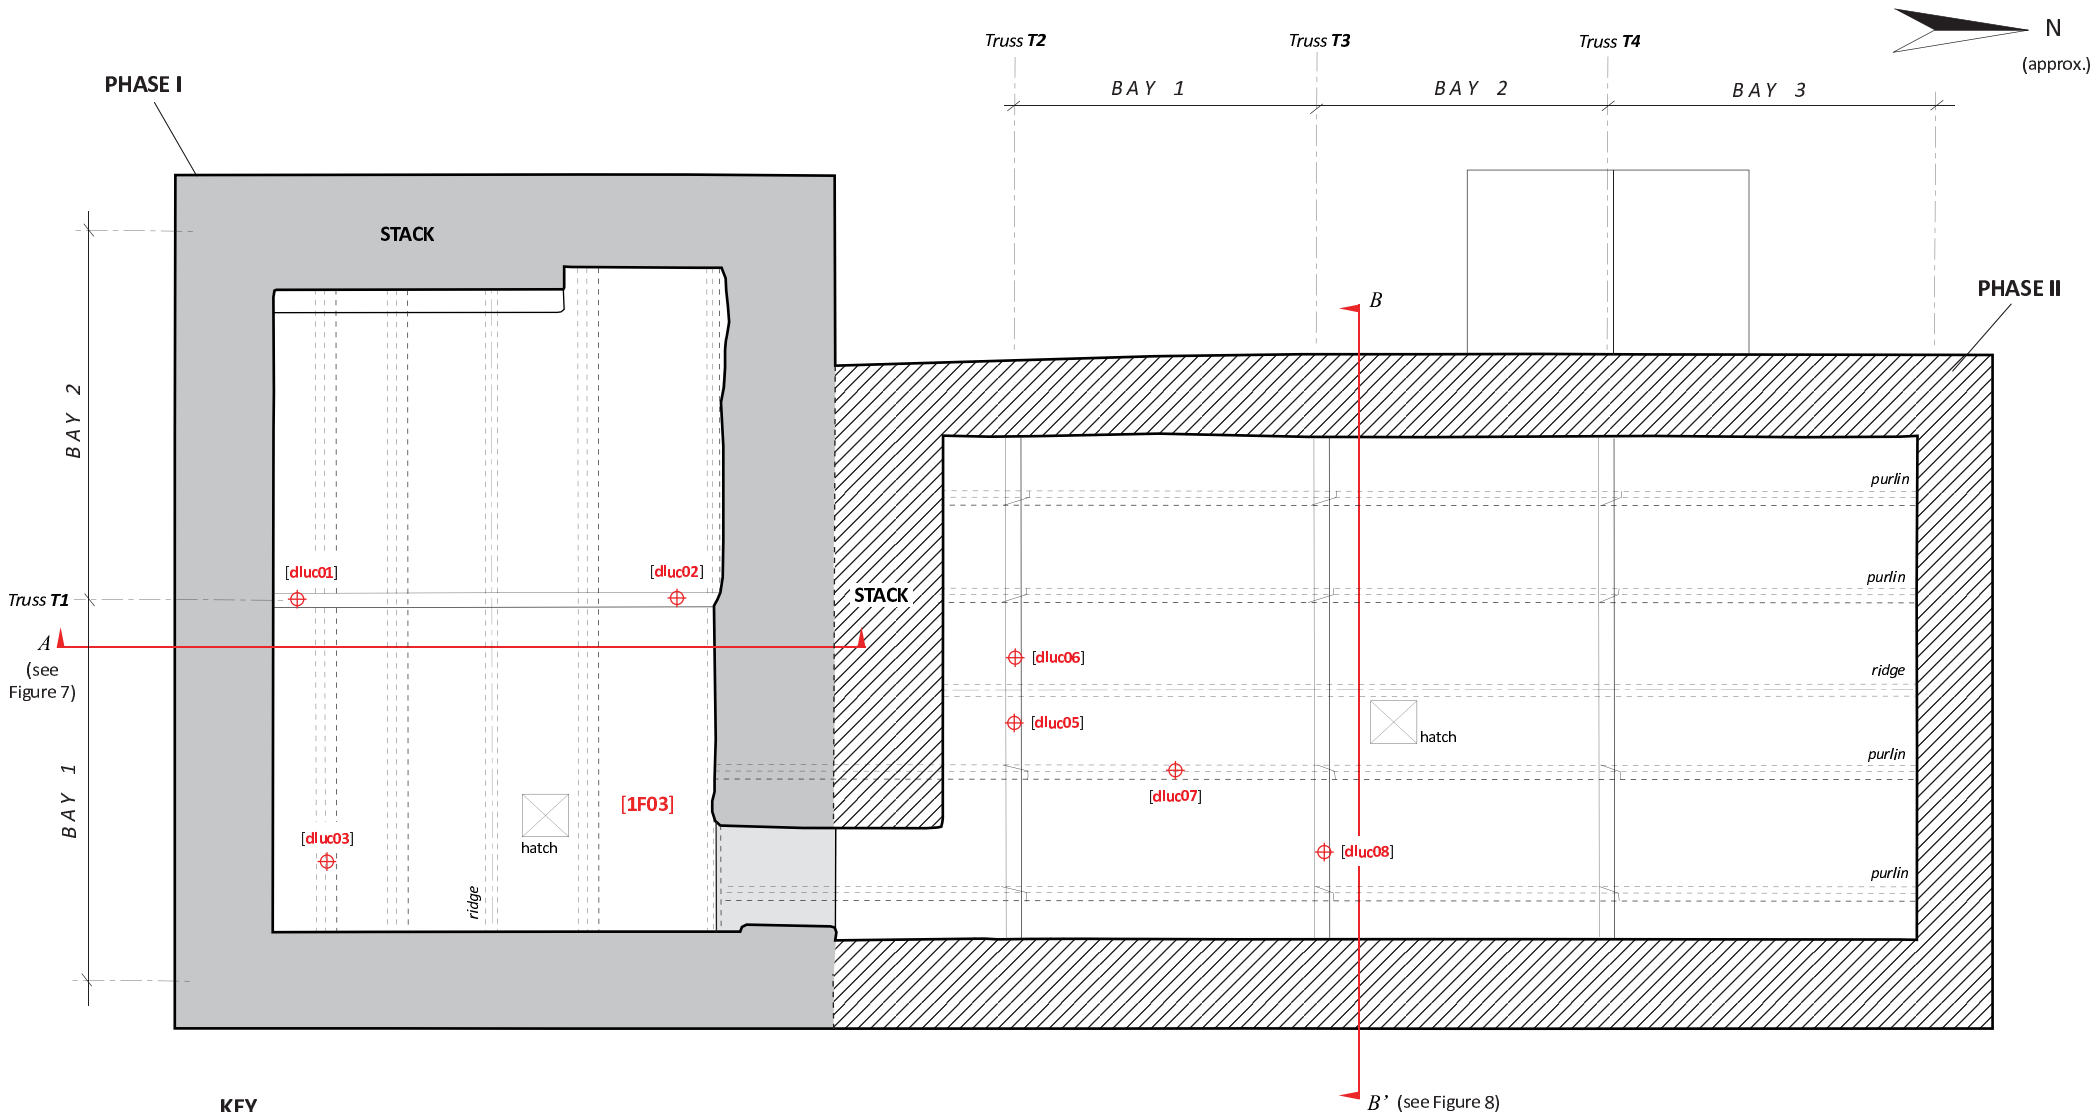 N
(approx.)
Truss T2
Truss T3
Truss T4
BAY 1
BAY 2
BAY 3
PHASE I
STACK
PHASE II
B
BAY 2
purlin
[dluc01]
[dluc02]
purlin
Truss T1
STACK
A
(see
Figure 7)
[dluc06]
ridge
[dluc05]
hatch
purlin
BAY 1
[dluc07]
[1F03]
[dluc03]
hatch
[dluc08]
purlin
ridge
KEY
B’ (see Figure 8)